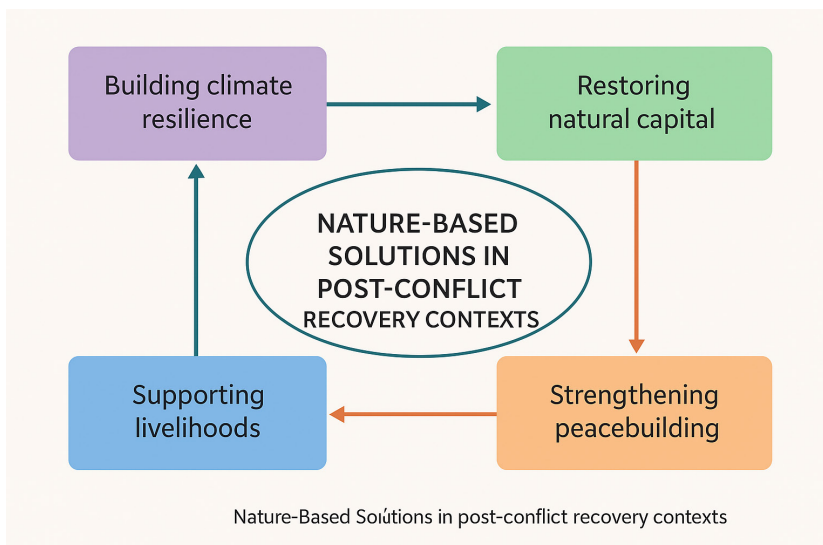 Building climate
resilience
Restoring
natural capital
NATURE-BASED
SOLUTIONS IN
POST-CONFLICT
RECOVERY CONTEXTS
Supporting
livelihoods
Strengthening
peacebuilding
Nature-Based Soıútions in post-conflict recovery contexts